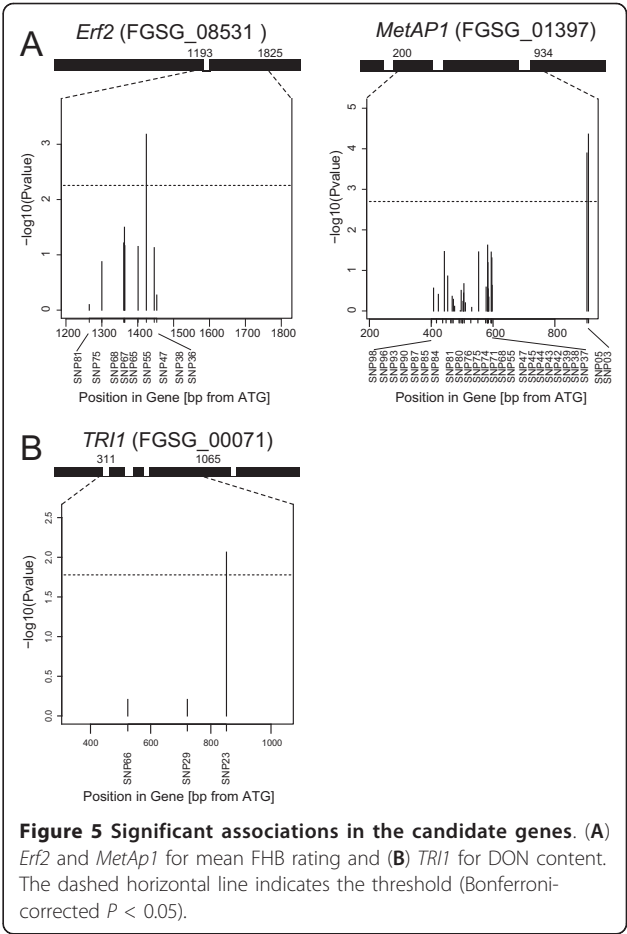 A
Erf2 (FGSG_08531 )
1193 1825
−log10(Pvalue)
3
2
1
0
1200 1300 1400 1500 1600 1700 1800
SNP81 SNP75 SNP68 SNP67 SNP65 SNP55 SNP47 SNP38 SNP36
Position in Gene [bp from ATG]
MetAP1 (FGSG_01397)
200 934
−log10(Pvalue)
5
4
3
2
1
0
200 400 600 800
SNP98 SNP96 SNP93 SNP90 SNP87 SNP85 SNP84 SNP81 SNP80 SNP76 SNP75 SNP74 SNP71 SNP68 SNP55 SNP47 SNP45 SNP44 SNP43 SNP42 SNP39 SNP38 SNP37 SNP05 SNP03
Position in Gene [bp from ATG]
B
TRI1 (FGSG_00071)
311 1065
−log10(Pvalue)
2.5
2.0
1.5
1.0
0.5
0.0
400 600 800 1000
SNP66 SNP29 SNP23
Position in Gene [bp from ATG]
Figure 5 Significant associations in the candidate genes. (A)
Erf2 and MetAp1 for mean FHB rating and (B) TRI1 for DON content.
The dashed horizontal line indicates the threshold (Bonferroni-
corrected P < 0.05).